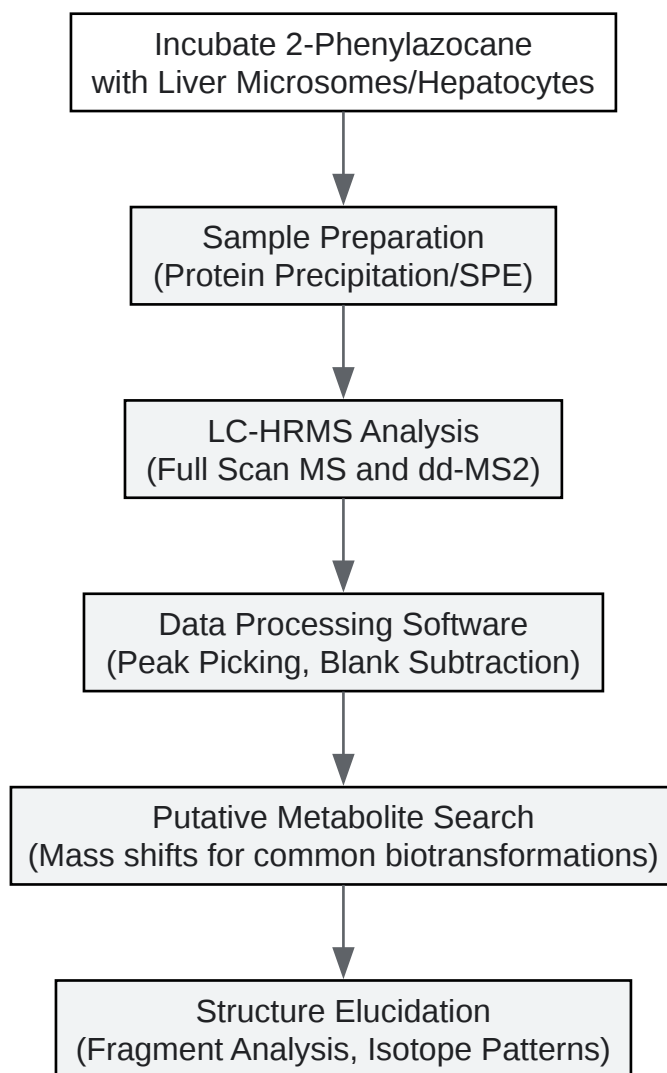 Incubate 2-Phenylazocane
with Liver Microsomes/Hepatocytes
Sample Preparation
(Protein Precipitation/SPE)
LC-HRMS Analysis
(Full Scan MS and dd-MS2)
Data Processing Software
(Peak Picking, Blank Subtraction)
Putative Metabolite Search
(Mass shifts for common biotransformations)
Structure Elucidation
(Fragment Analysis, Isotope Patterns)